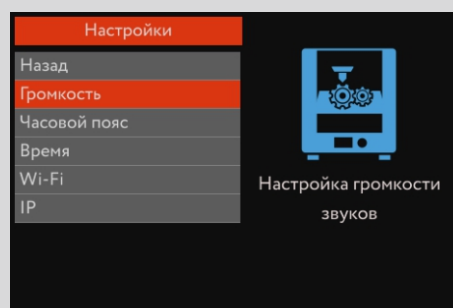 Настройки
Назад
Громкость
Часовой пояс
Время
Wi-Fi
IP
Настройка громкости
звуков